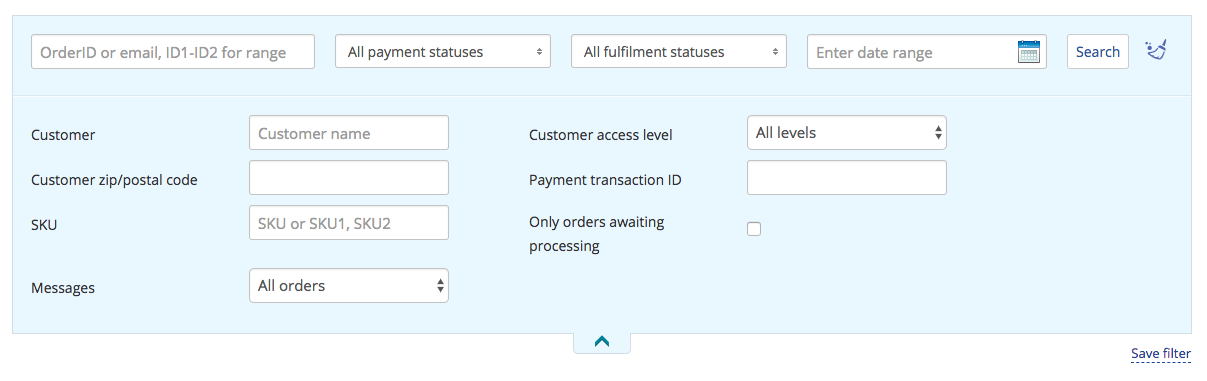 OrderID or email, ID1-ID2 for range All payment statuses All fulfilment statuses Enter date range Search
Customer Customer name Customer access level All levels
Customer zip/postal code Payment transaction ID
SKU SKU or SKU1, SKU2 Only orders awaiting
processing
Messages All orders
Save filter